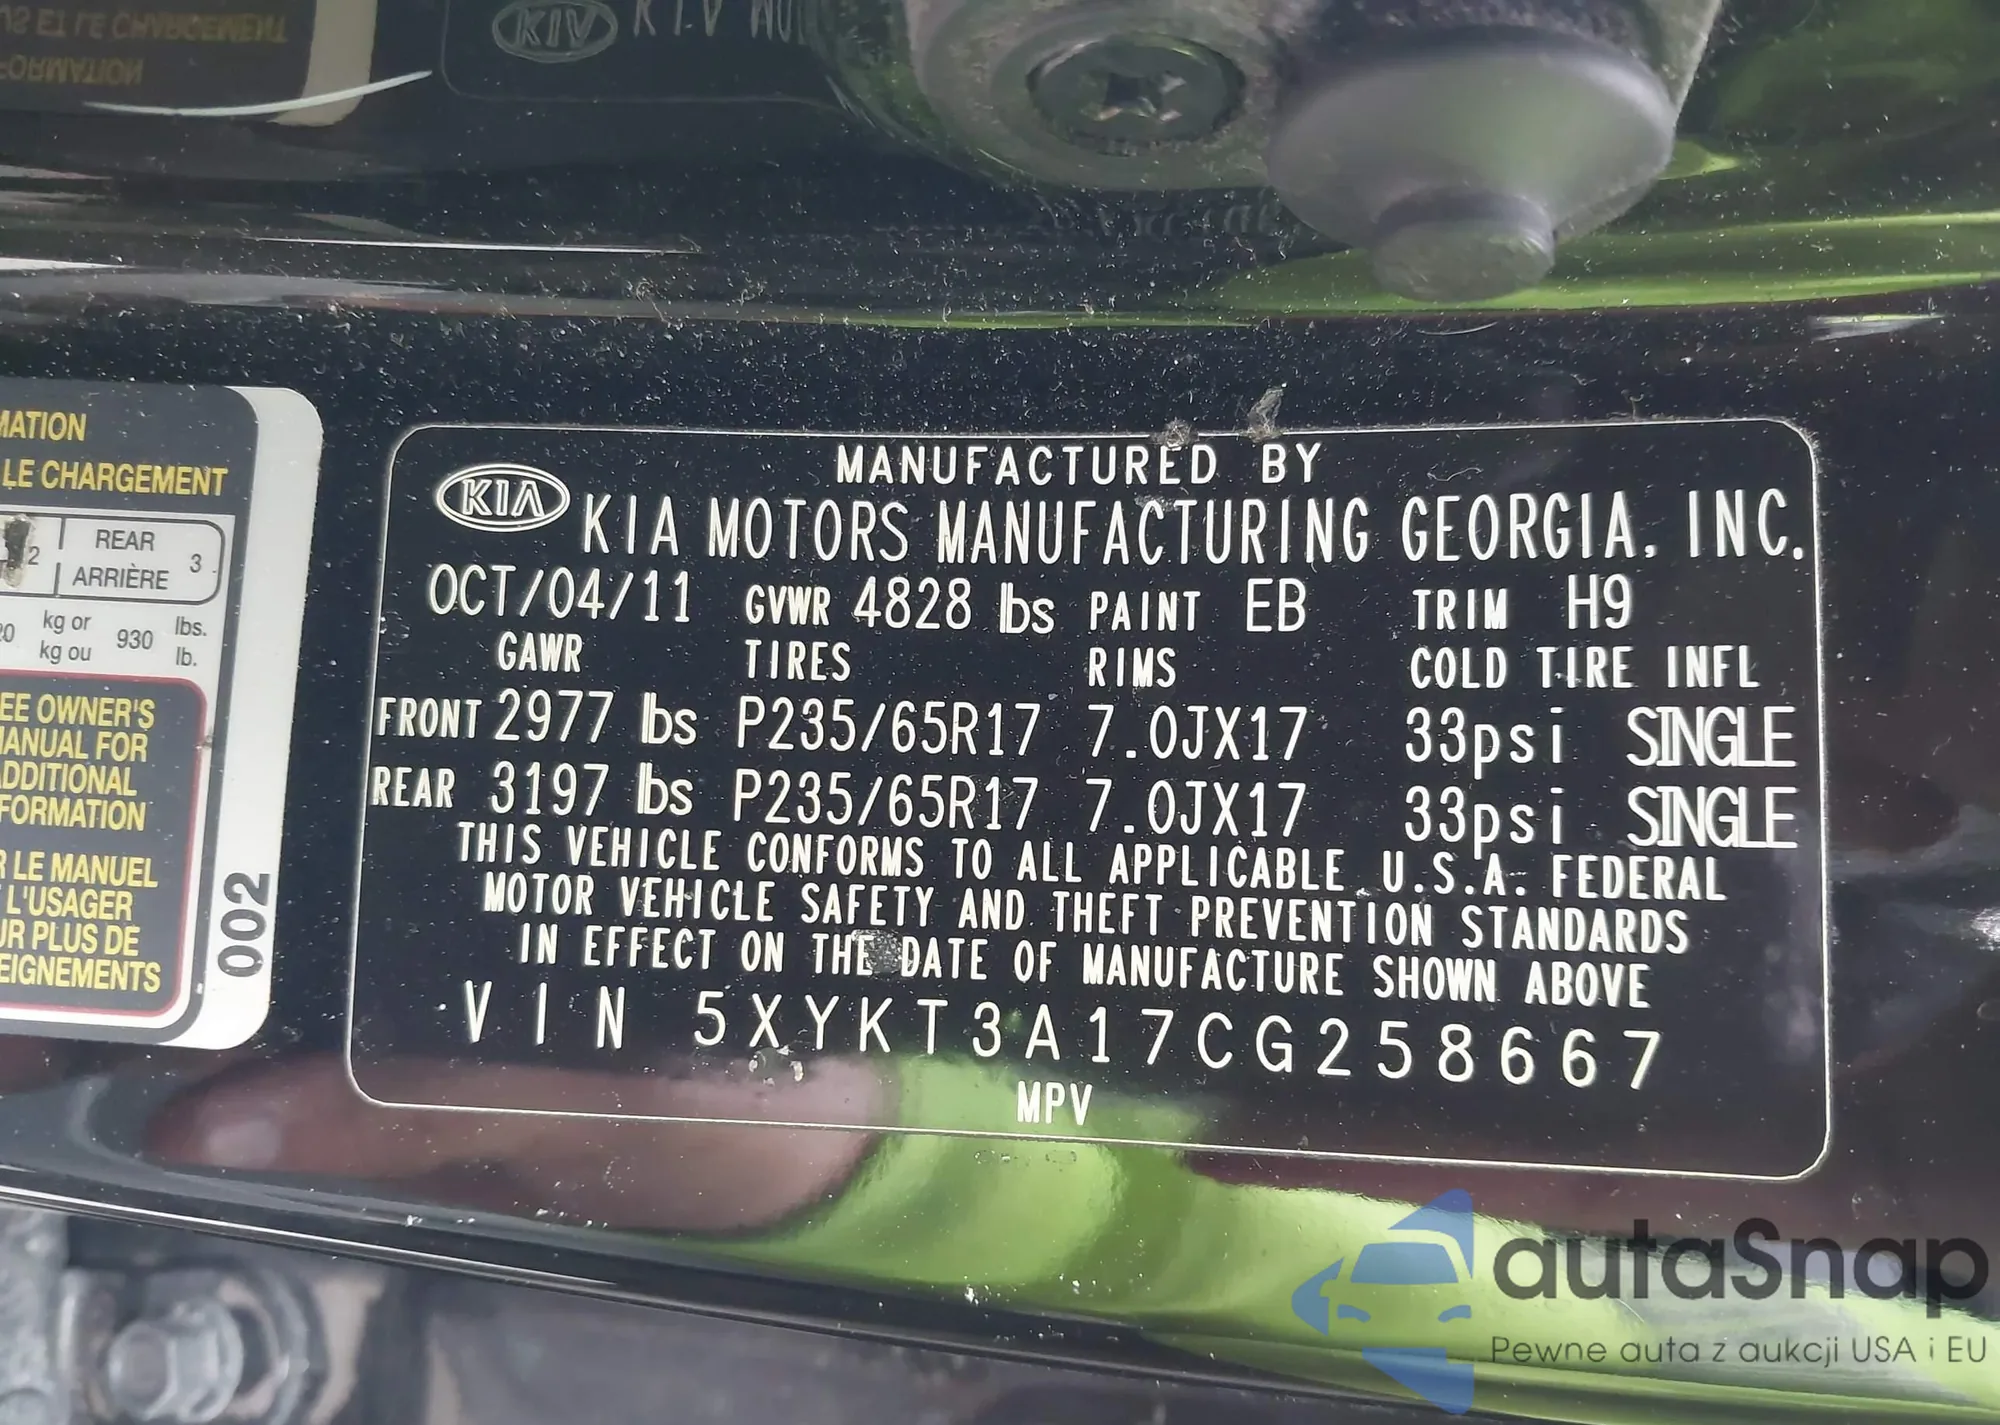 MATION
LE CHARGEMENT
2 REAR 3
ARRIÈRE
kg or 930 lbs.
kg ou lb.
EE OWNER'S
MANUAL FOR
ADDITIONAL
FORMATION
R LE MANUEL
L'USAGER
UR PLUS DE
EIGNEMENTS
002
MANUFACTURED BY
KIA KIA MOTORS MANUFACTURING GEORGIA, INC.
OCT/04/11 GVWR 4828 lbs PAINT EB TRIM H9
GAWR TIRES RIMS COLD TIRE INFL
FRONT 2977 lbs P235/65R17 7.0JX17 33psi SINGLE
REAR 3197 lbs P235/65R17 7.0JX17 33psi SINGLE
THIS VEHICLE CONFORMS TO ALL APPLICABLE U.S.A. FEDERAL
MOTOR VEHICLE SAFETY AND THEFT PREVENTION STANDARDS
IN EFFECT ON THE DATE OF MANUFACTURE SHOWN ABOVE
VIN 5XYKT3A17CG258667
MPV
autaSnap
Pewne auta z aukcji USA i EU